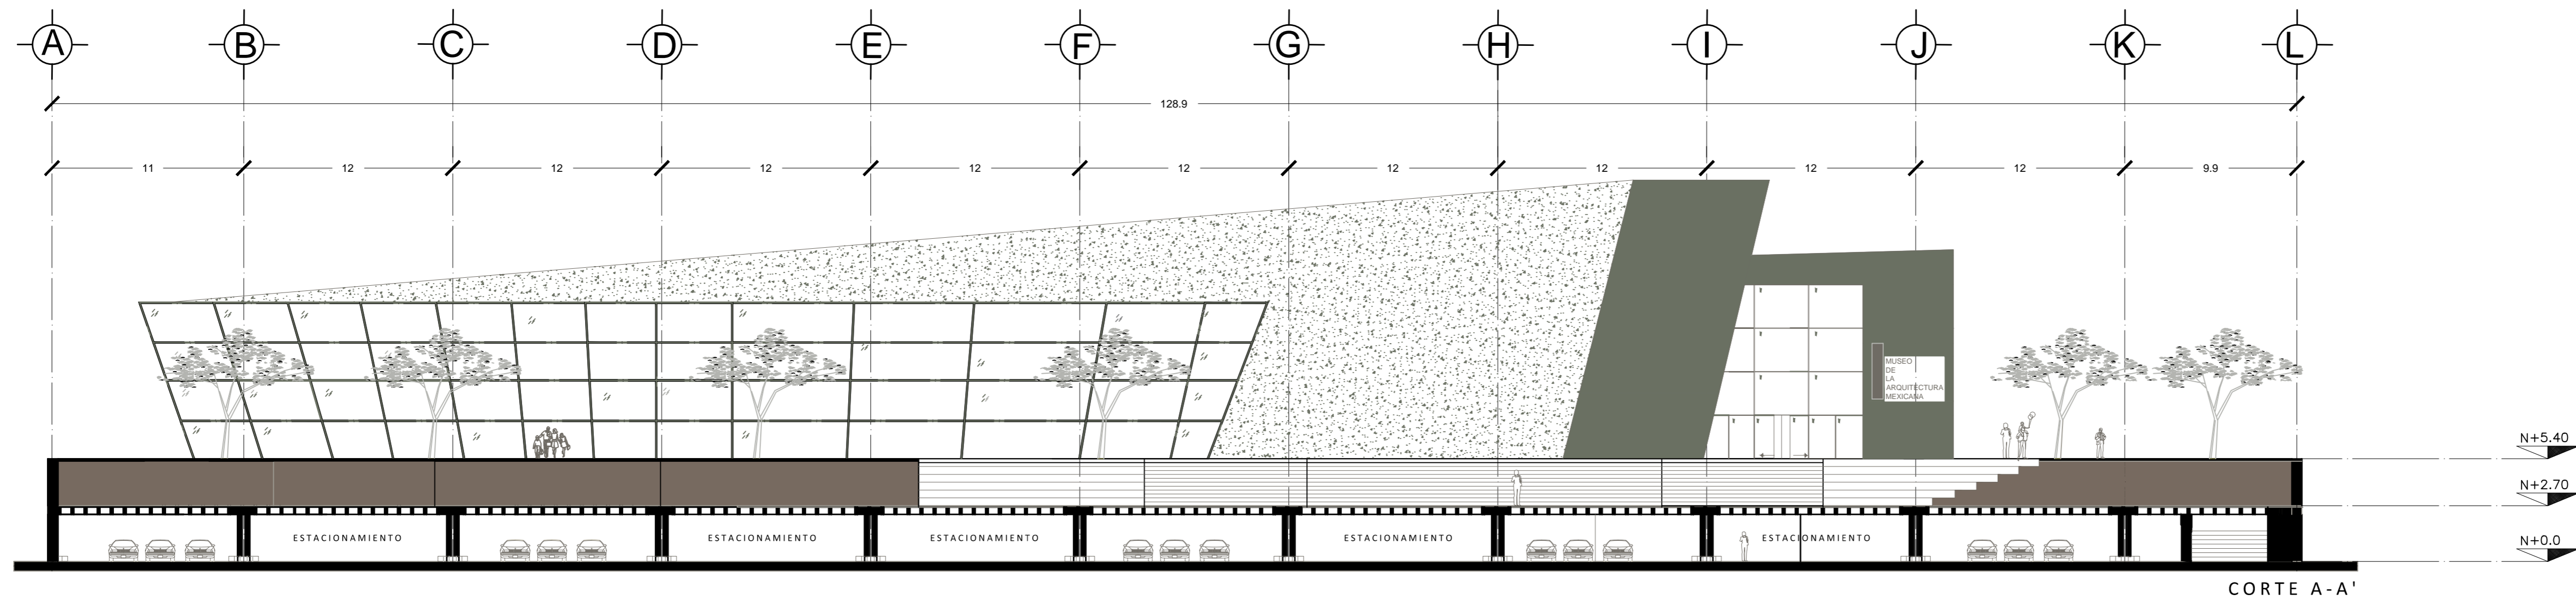 A B C D E F G H I J K L
128.9
11 12 12 12 12 12 12 12 12 12 9.9
MUSEO
DE
LA
ARQUITECTURA
MEXICANA
N+5.40
N+2.70
ESTACIONAMIENTO ESTACIONAMIENTO ESTACIONAMIENTO ESTACIONAMIENTO ESTACIONAMIENTO
N+0.0
CORTE A-A'